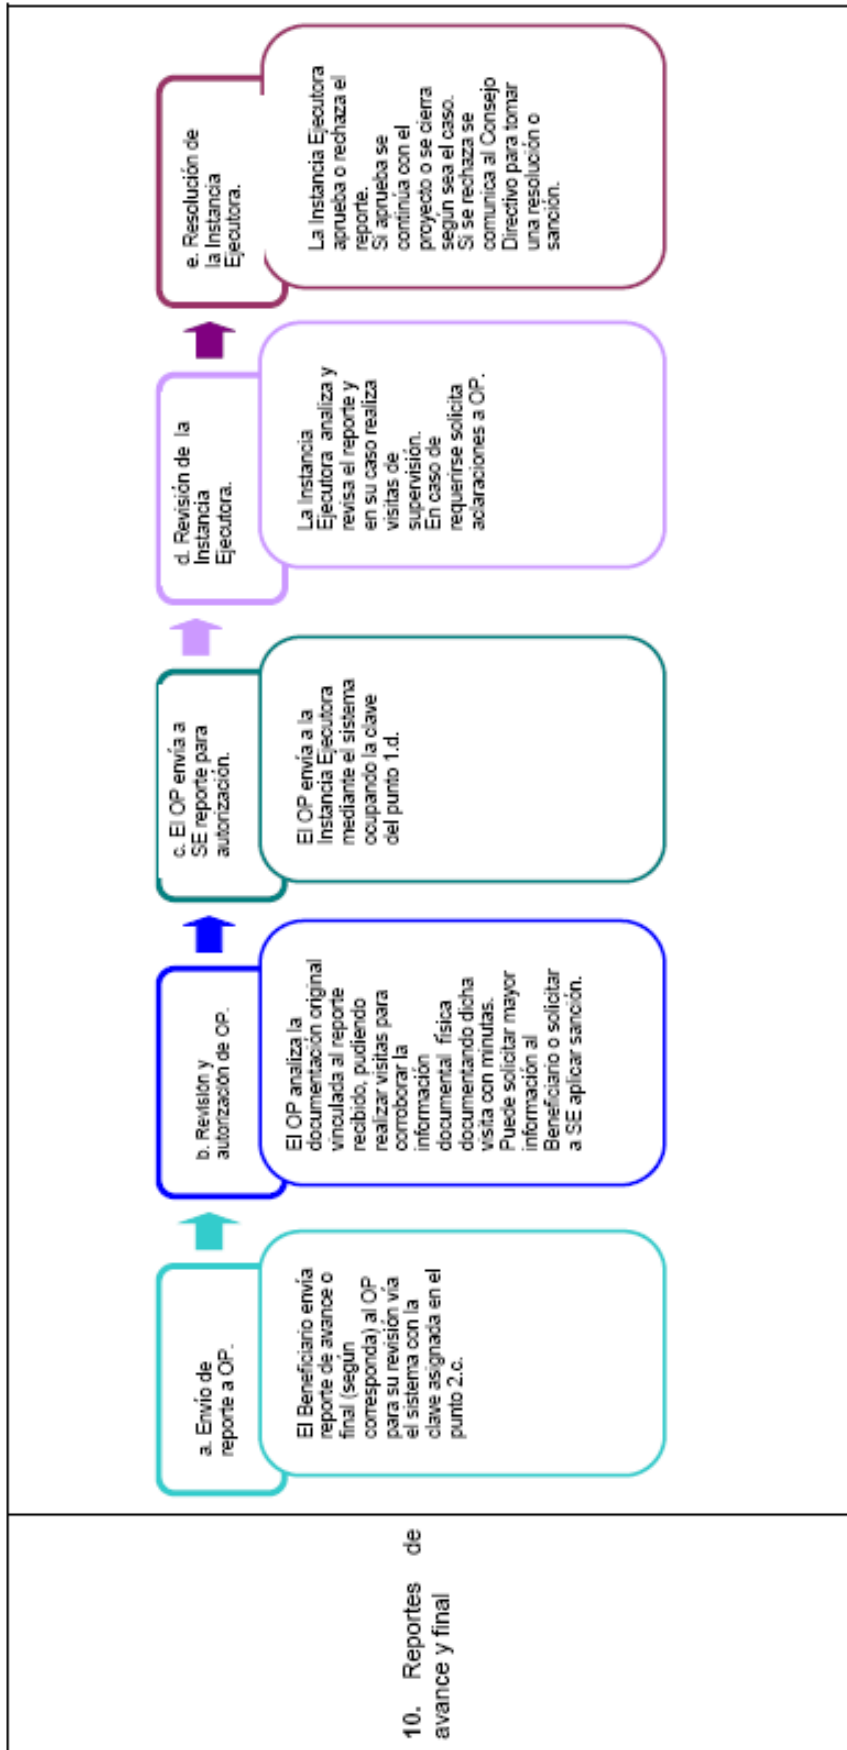 10. Reportes de
avance y final
a. Envío de
reporte a OP.
El Beneficiario envía
reporte de avance o
final (según
corresponda) al OP
para su revisión vía
el sistema con la
clave asignada en el
punto 2.c.
b. Revisión y
autorización de OP.
El OP analiza la
documentación original
vinculada al reporte
recibido, pudiendo
realizar visitas para
corroborar la
información
documental física
documentando dicha
visita con minutas.
Puede solicitar mayor
información al
Beneficiario o solicitar
a SE aplicar sanción.
c. El OP envía a
SE reporte para
autorización.
El OP envía a la
Instancia Ejecutora
mediante el sistema
ocupando la clave
del punto 1.d.
d. Revisión de la
Instancia
Ejecutora.
La Instancia
Ejecutora analiza y
revisa el reporte y
en su caso realiza
visitas de
supervisión.
En caso de
requerirse solicita
aclaraciones a OP.
e. Resolución de
la Instancia
Ejecutora.
La Instancia Ejecutora
aprueba o rechaza el
reporte.
Si aprueba se
continúa con el
proyecto o se cierra
según sea el caso.
Si se rechaza se
comunica al Consejo
Directivo para tomar
una resolución o
sanción.